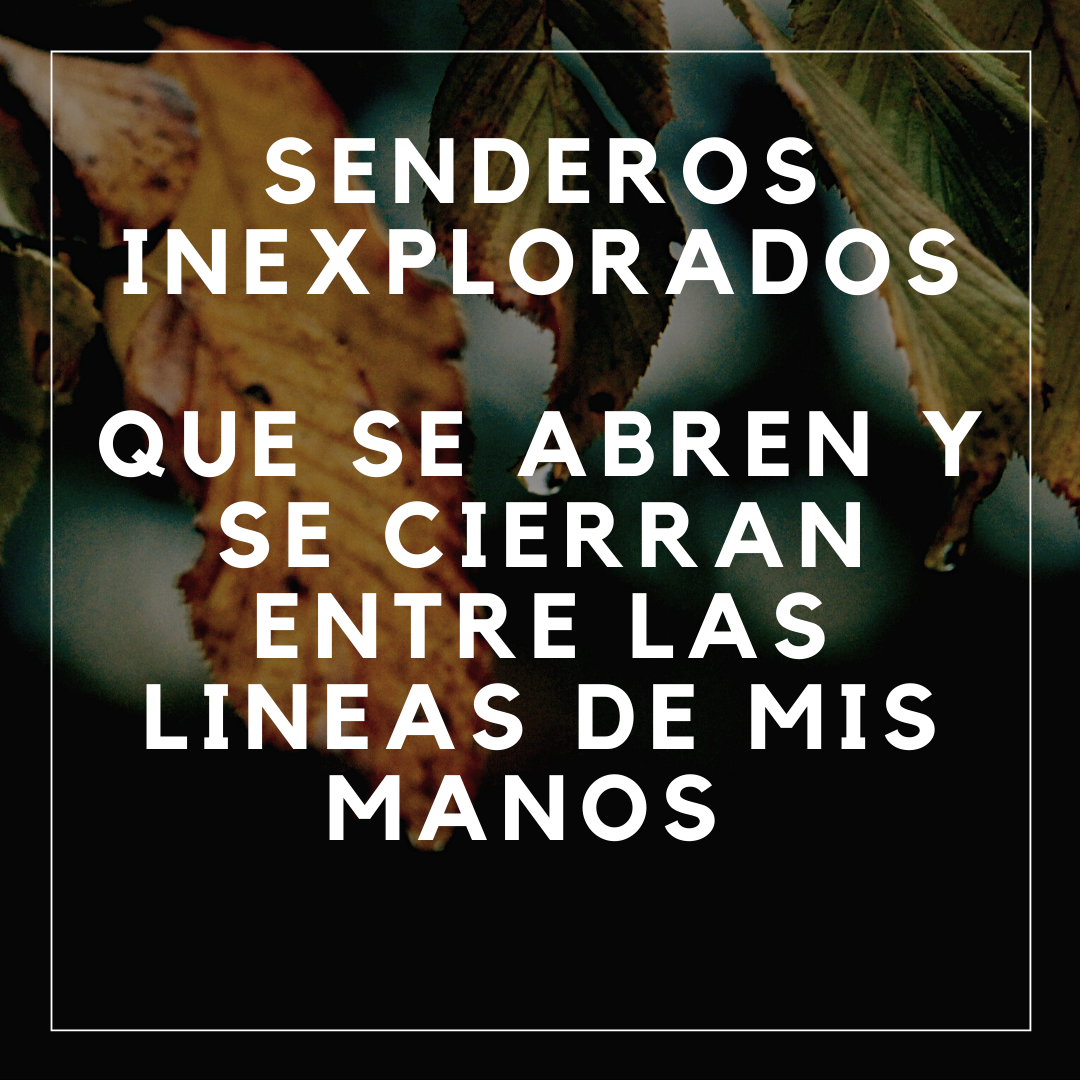 SENDEROS
INEXPLORADOS
QUE SE ABREN Y
SE CIERRAN
ENTRE LAS
LINEAS DE MIS
MANOS